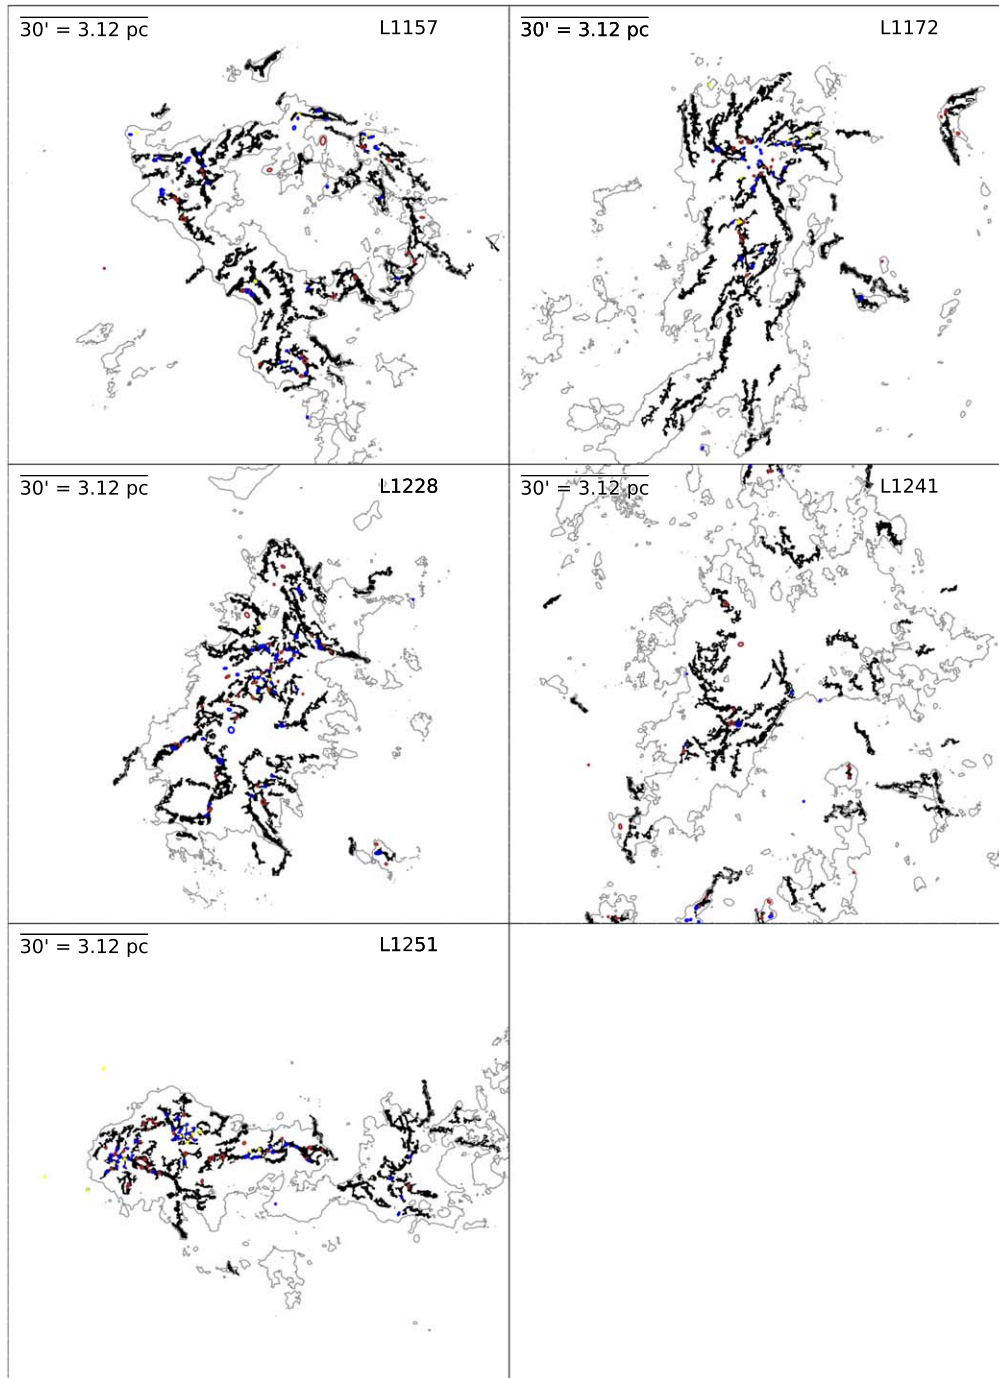 30' = 3.12 pc L1157
30' = 3.12 pc L1172
30' = 3.12 pc L1228
30' = 3.12 pc L1241
30' = 3.12 pc L1251